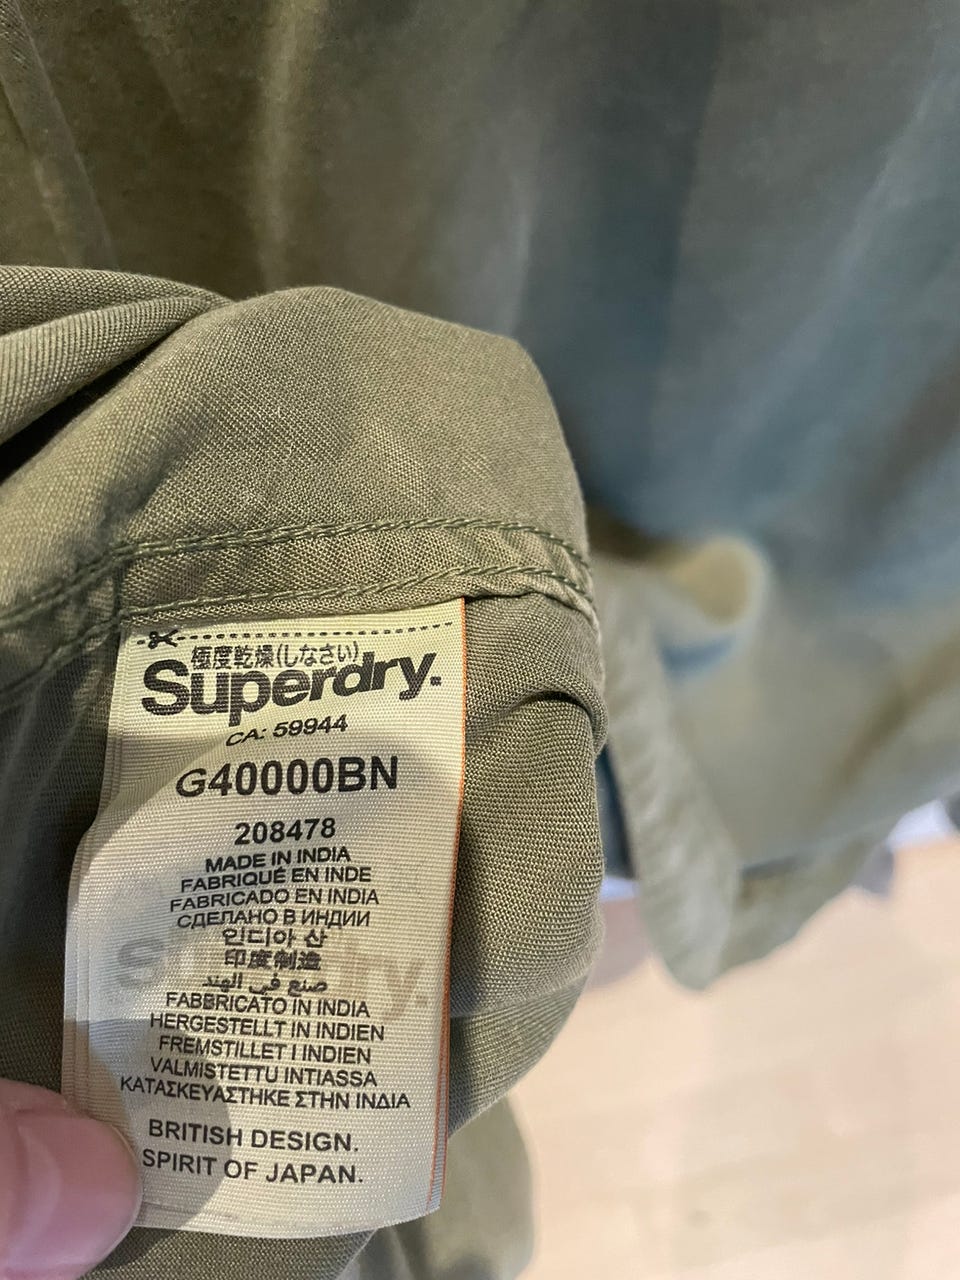 極度乾燥(しなさい)
Superdry.
CA: 59944
G40000BN
208478
MADE IN INDIA
FABRIQUÉ EN INDE
FABRICADO EN INDIA
СДЕЛАНО В ИНДИИ
인디아 산
印度制造
صنع في الهند
FABBRICATO IN INDIA
HERGESTELLT IN INDIEN
FREMSTILLET I INDIEN
VALMISTETTU INTIASSA
ΚΑΤΑΣΚΕΥΑΣΤΗΚΕ ΣΤΗΝ ΙΝΔΙΑ
BRITISH DESIGN.
SPIRIT OF JAPAN.